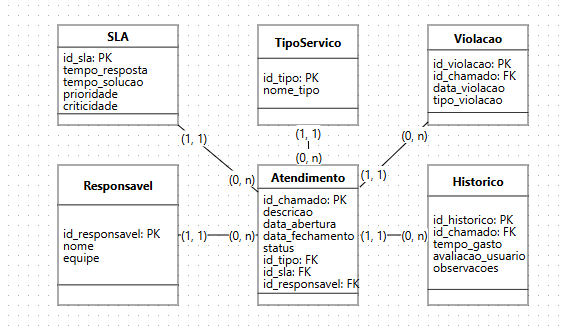 SLA
id_sla: PK
tempo_resposta
tempo_solucao
prioridade
criticidade
TipoServico
id_tipo: PK
nome_tipo
Violacao
id_violacao: PK
id_chamado: FK
data_violacao
tipo_violacao
(1, 1)
(1, 1)
(0, n)
(0, n)
(0, n)
(1, 1)
Responsavel
id_responsavel: PK
nome
equipe
(1, 1)
(0, n)
Atendimento
id_chamado: PK
descricao
data_abertura
data_fechamento
status
id_tipo: FK
id_sla: FK
id_responsavel: FK
(1, 1)
(0, n)
Historico
id_historico: PK
id_chamado: FK
tempo_gasto
avaliacao_usuario
observacoes